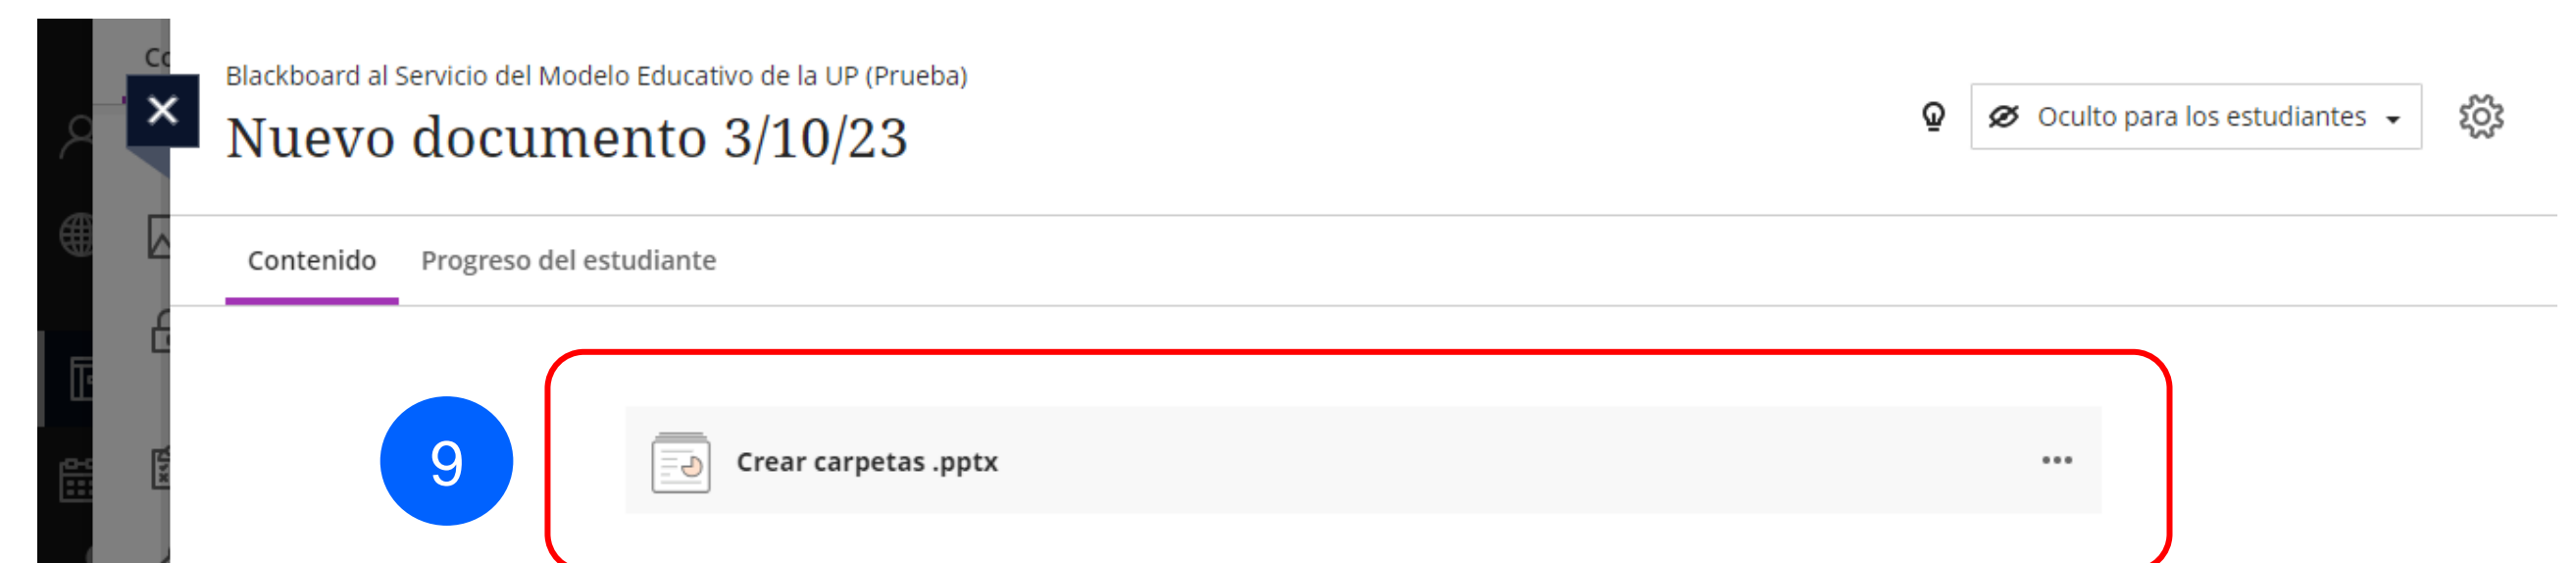 Co
Blackboard al Servicio del Modelo Educativo de la UP (Prueba)
Nuevo documento 3/10/23
Oculto para los estudiantes
Contenido Progreso del estudiante
9
Crear carpetas .pptx